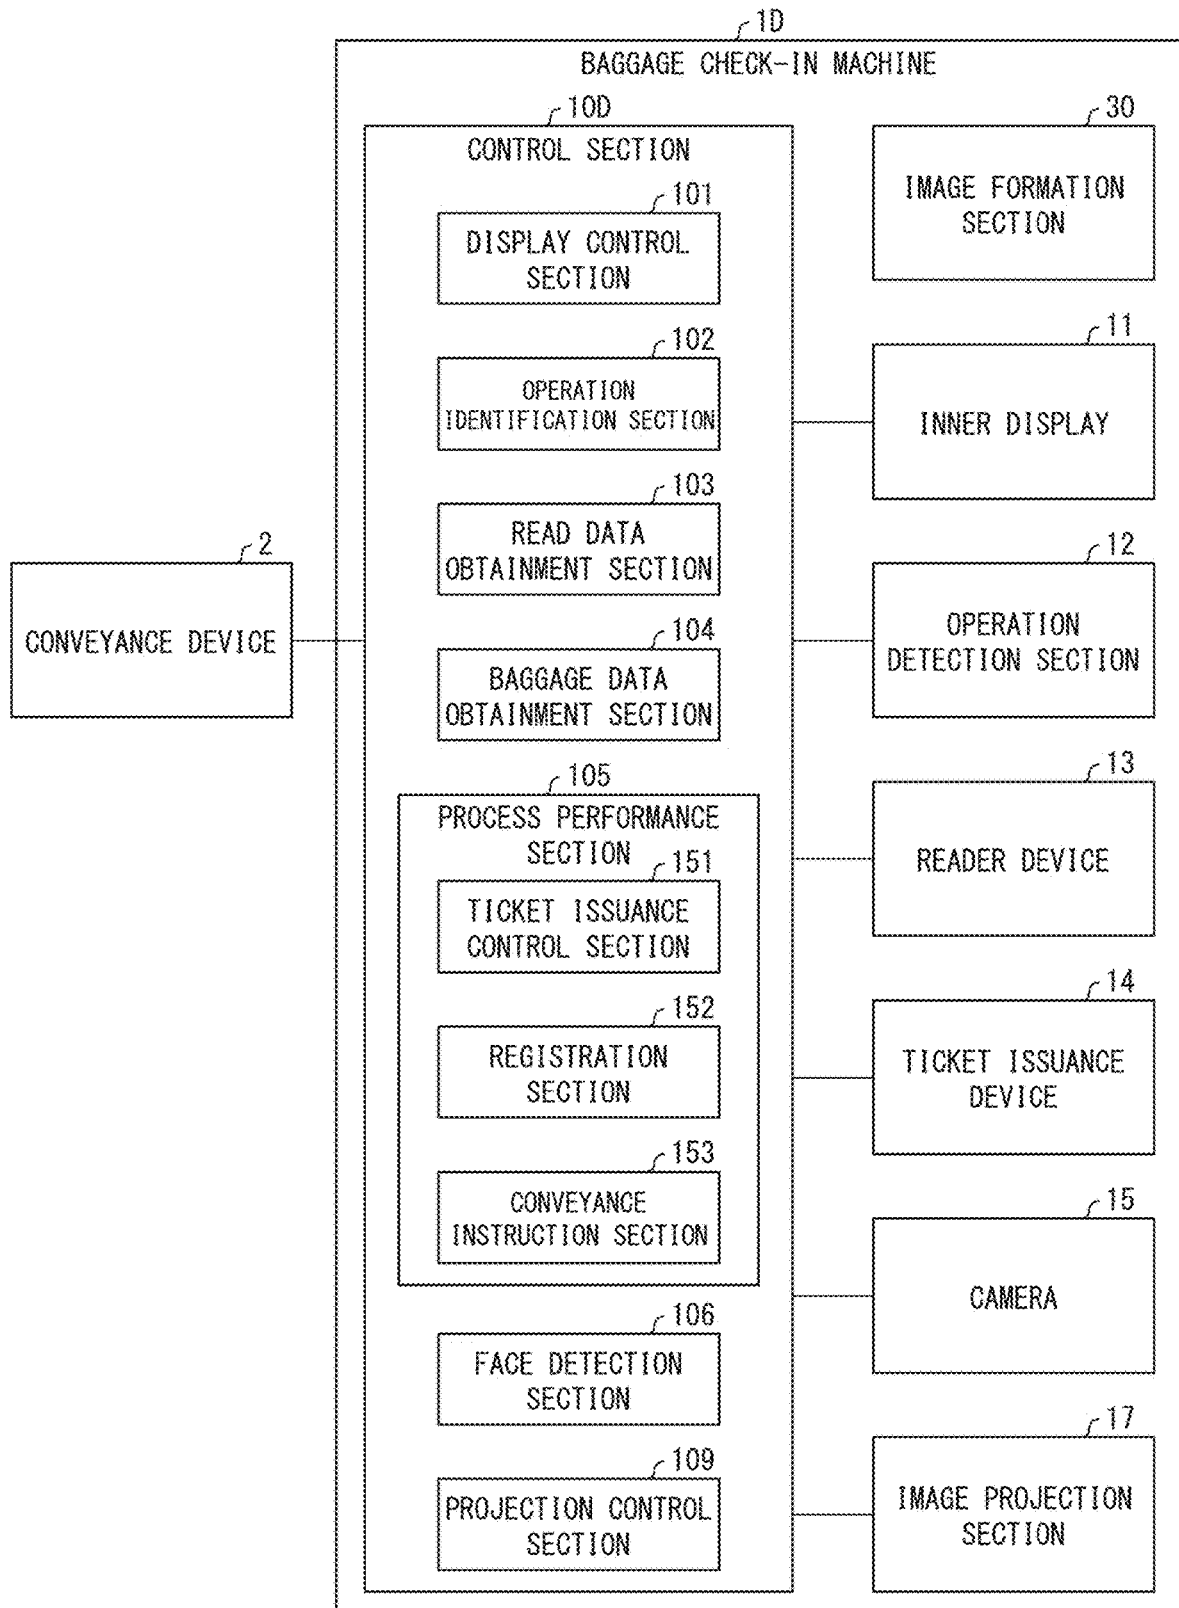 1D
BAGGAGE CHECK-IN MACHINE
10D
CONTROL SECTION
101
DISPLAY CONTROL
SECTION
102
OPERATION
IDENTIFICATION SECTION
103
READ DATA
OBTAINMENT SECTION
104
BAGGAGE DATA
OBTAINMENT SECTION
105
PROCESS PERFORMANCE
SECTION
151
TICKET ISSUANCE
CONTROL SECTION
152
REGISTRATION
SECTION
153
CONVEYANCE
INSTRUCTION SECTION
106
FACE DETECTION
SECTION
109
PROJECTION CONTROL
SECTION
2
CONVEYANCE DEVICE
30
IMAGE FORMATION
SECTION
11
INNER DISPLAY
12
OPERATION
DETECTION SECTION
13
READER DEVICE
14
TICKET ISSUANCE
DEVICE
15
CAMERA
17
IMAGE PROJECTION
SECTION